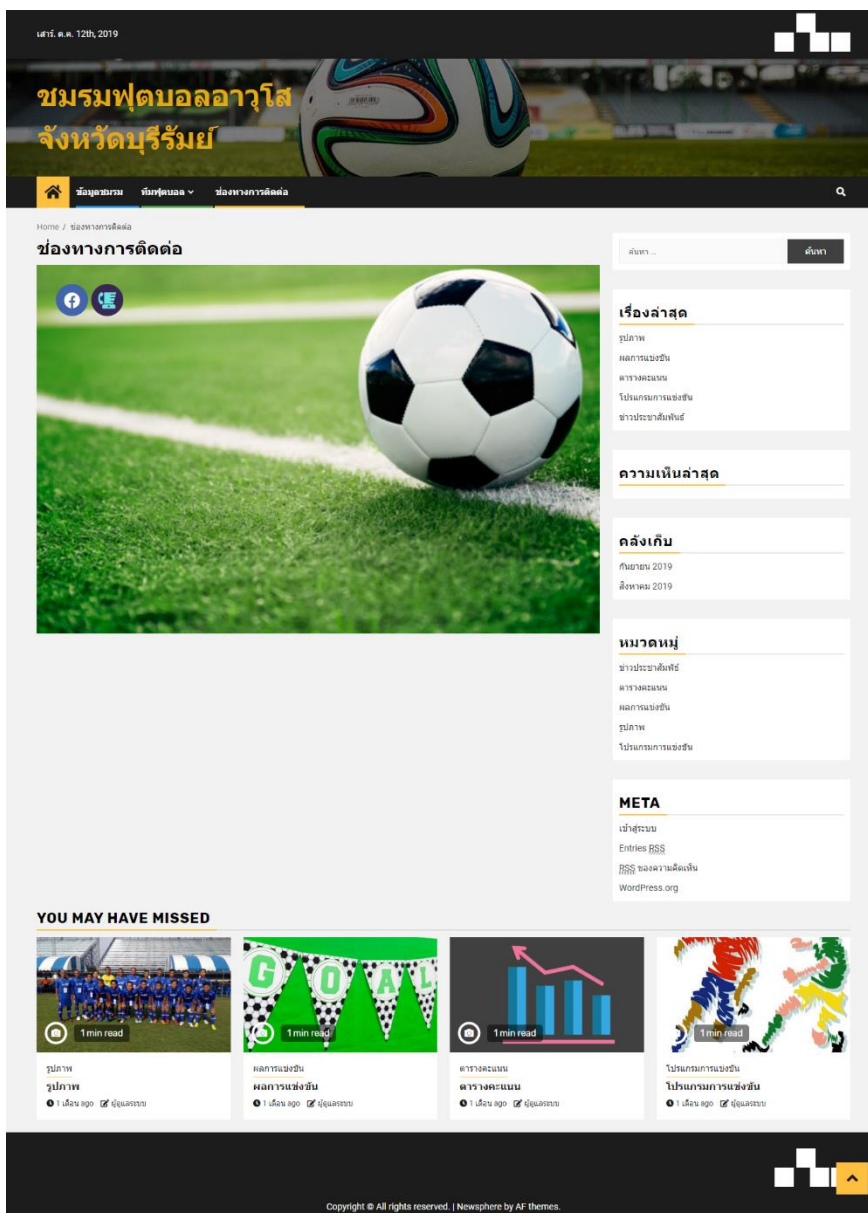 เสาร์. ต.ค. 12th, 2019
ชมรมฟุตบอลอาวุโส
จังหวัดบุรีรัมย์
ข้อมูลชมรม ทีมฟุตบอล ช่องทางการติดต่อ
Home / ช่องทางการติดต่อ
ช่องทางการติดต่อ
ค้นหา ... ค้นหา
เรื่องล่าสุด
รูปภาพ
ผลการแข่งขัน
ตารางคะแนน
โปรแกรมการแข่งขัน
ข่าวประชาสัมพันธ์
ความเห็นล่าสุด
คลังเก็บ
กันยายน 2019
สิงหาคม 2019
หมวดหมู่
ข่าวประชาสัมพัธ์
ตารางคะแนน
ผลการแข่งขัน
รูปภาพ
โปรแกรมการแข่งขัน
META
เข้าสู่ระบบ
Entries RSS
RSS ของความคิดเห็น
WordPress.org
YOU MAY HAVE MISSED
GOAL
1 min read 1 min read 1 min read 1 min read
รูปภาพ ผลการแข่งขัน ตารางคะแนน โปรแกรมการแข่งขัน
รูปภาพ ผลการแข่งขัน ตารางคะแนน โปรแกรมการแข่งขัน
1 เดือน ago ผู้ดูแลระบบ 1 เดือน ago ผู้ดูแลระบบ 1 เดือน ago ผู้ดูแลระบบ 1 เดือน ago ผู้ดูแลระบบ
Copyright © All rights reserved. | Newsphere by AF themes.